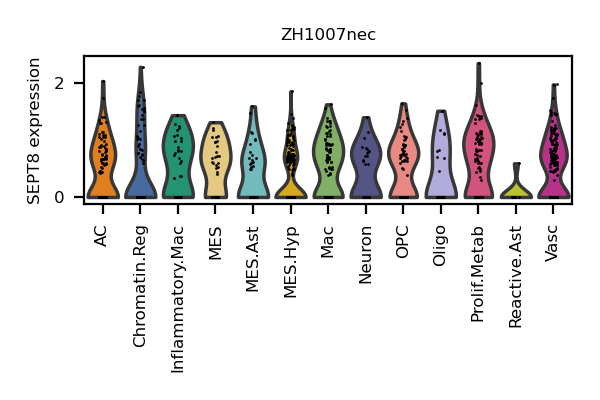 ZH1007nec
SEPT8 expression
2
0
AC
Chromatin.Reg
Inflammatory.Mac
MES
MES.Ast
MES.Hyp
Mac
Neuron
OPC
Oligo
Prolif.Metab
Reactive.Ast
Vasc